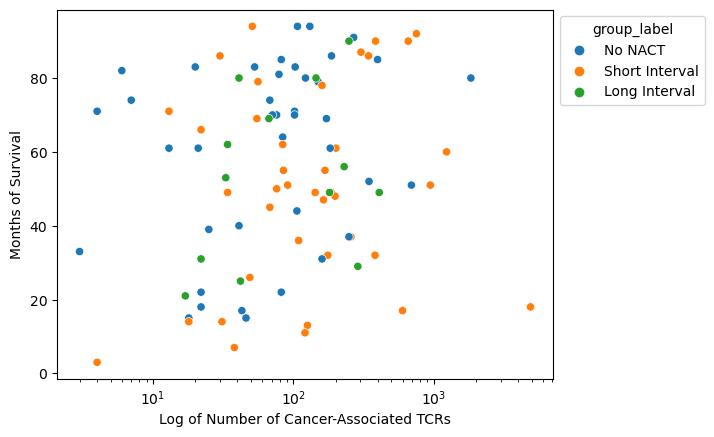 group_label
No NACT
Short Interval
Long Interval
Months of Survival
80
60
40
20
0
10¹
10²
10³
Log of Number of Cancer-Associated TCRs